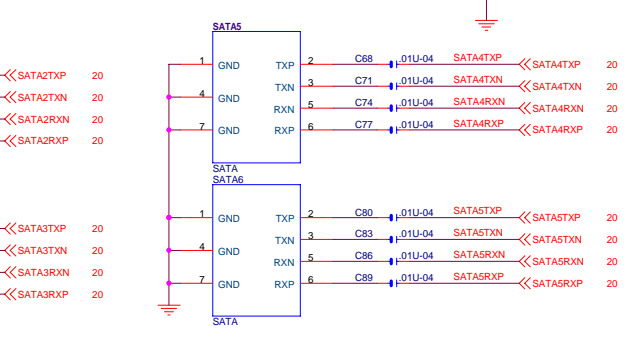 SATA5
1 GND TXP 2 C68 .01U-04 SATA4TXP SATA4TXP 20
SATA2TXP 20
TXN 3 C71 .01U-04 SATA4TXN SATA4TXN 20
SATA2TXN 20
4 GND
RXN 5 C74 .01U-04 SATA4RXN SATA4RXN 20
SATA2RXN 20
7 GND RXP 6 C77 .01U-04 SATA4RXP SATA4RXP 20
SATA2RXP 20
SATA
SATA6
1 GND TXP 2 C80 .01U-04 SATA5TXP SATA5TXP 20
SATA3TXP 20
TXN 3 C83 .01U-04 SATA5TXN SATA5TXN 20
SATA3TXN 20
4 GND
RXN 5 C86 .01U-04 SATA5RXN SATA5RXN 20
SATA3RXN 20
7 GND RXP 6 C89 .01U-04 SATA5RXP SATA5RXP 20
SATA3RXP 20
SATA